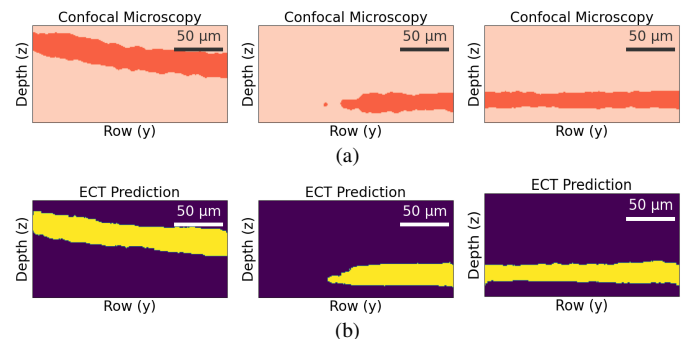 Confocal Microscopy Confocal Microscopy Confocal Microscopy
50 μm 50 μm 50 μm
Depth (z) Depth (z) Depth (z)
Row (y) Row (y) Row (y)
(a)
ECT Prediction ECT Prediction ECT Prediction
50 μm 50 μm 50 μm
Depth (z) Depth (z) Depth (z)
Row (y) Row (y) Row (y)
(b)